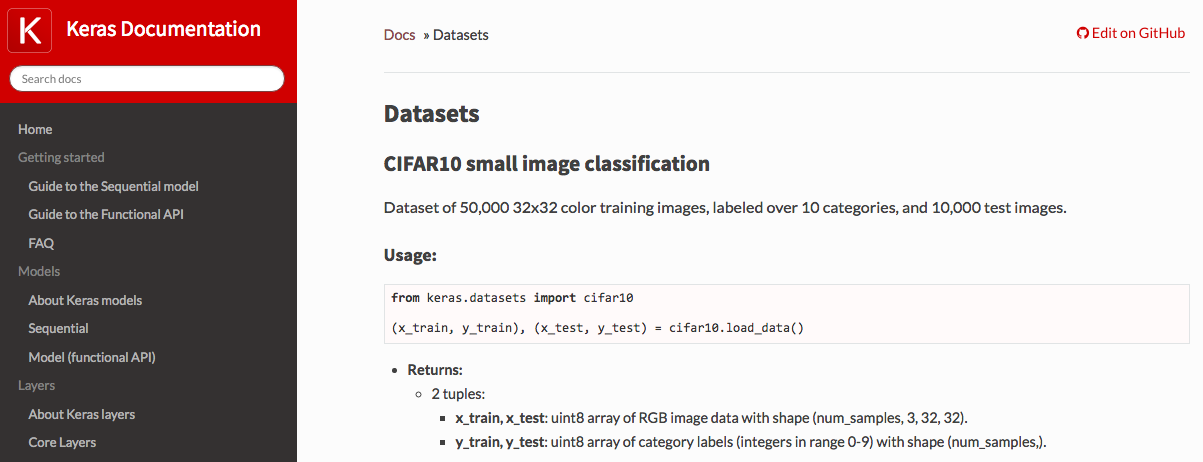 K Keras Documentation
Search docs
Home
Getting started
Guide to the Sequential model
Guide to the Functional API
FAQ
Models
About Keras models
Sequential
Model (functional API)
Layers
About Keras layers
Core Layers
Docs » Datasets
Edit on GitHub
Datasets
CIFAR10 small image classification
Dataset of 50,000 32x32 color training images, labeled over 10 categories, and 10,000 test images.
Usage:
from keras.datasets import cifar10
(x_train, y_train), (x_test, y_test) = cifar10.load_data()
• Returns:
◦ 2 tuples:
▪ x_train, x_test: uint8 array of RGB image data with shape (num_samples, 3, 32, 32).
▪ y_train, y_test: uint8 array of category labels (integers in range 0-9) with shape (num_samples,).